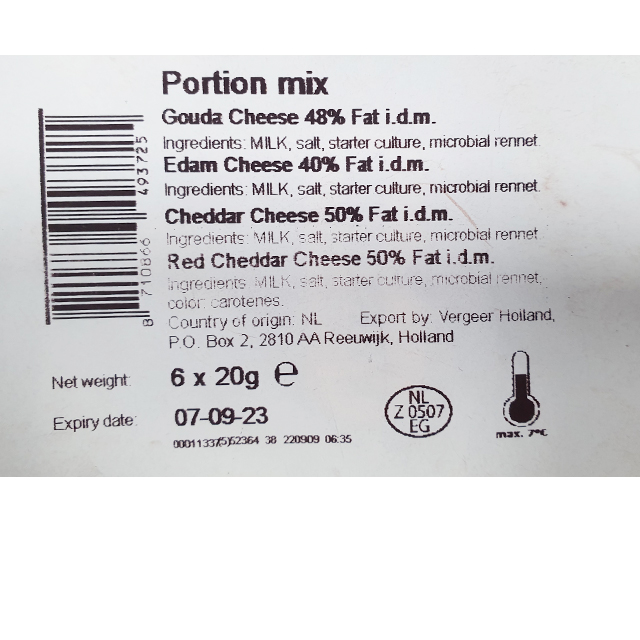 Portion mix
Gouda Cheese 48% Fat i.d.m.
Ingredients: MILK, salt, starter culture, microbial rennet.
Edam Cheese 40% Fat i.d.m.
Ingredients: MILK, salt, starter culture, microbial rennet.
Cheddar Cheese 50% Fat i.d.m.
Ingredients: MILK, salt, starter culture, microbial rennet
Red Cheddar Cheese 50% Fat i.d.m.
Ingredients: MILK, salt, starter culture, microbial rennet,
color: carotenes.
Country of origin: NL Export by: Vergeer Holland,
P.O. Box 2, 2810 AA Reeuwijk, Holland
8 710866 493725
Net weight: 6 x 20g ℮
Expiry date: 07-09-23
NL
Z 0507
EG
max. 7°C
38 220909 06:35